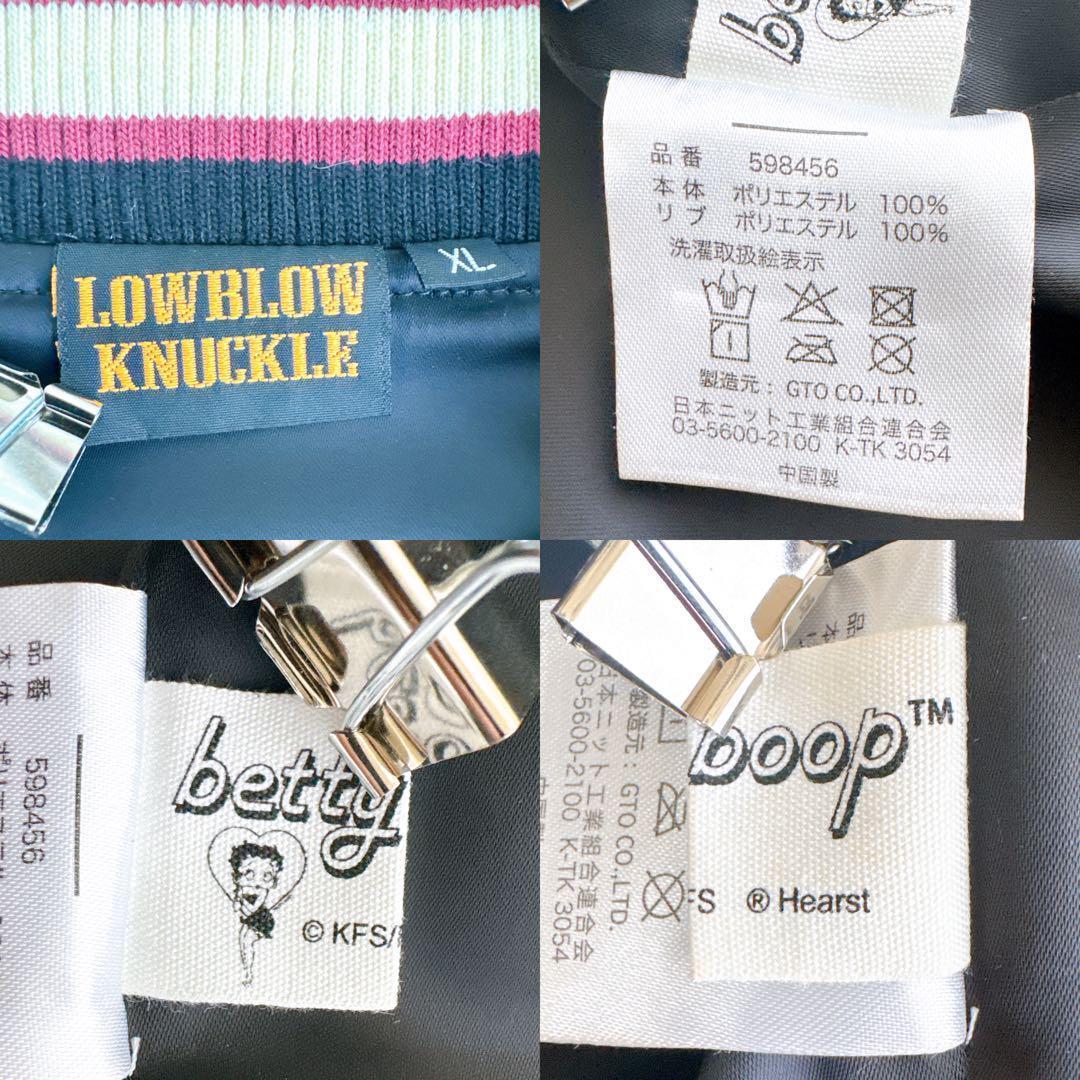 LOWBLOW
KNUCKLE
XL
品番 598456
本体 ポリエステル 100%
リブ ポリエステル 100%
洗濯取扱絵表示
製造元: GTO CO.,LTD.
日本ニット工業組合連合会
03-5600-2100 K-TK 3054
中国製
品番 598456
本体
betty
© KFS/
製造元: GTO CO.,LTD.
日本ニット工業組合連合会
03-5600-2100 K-TK 3054
boop™
FS ® Hearst